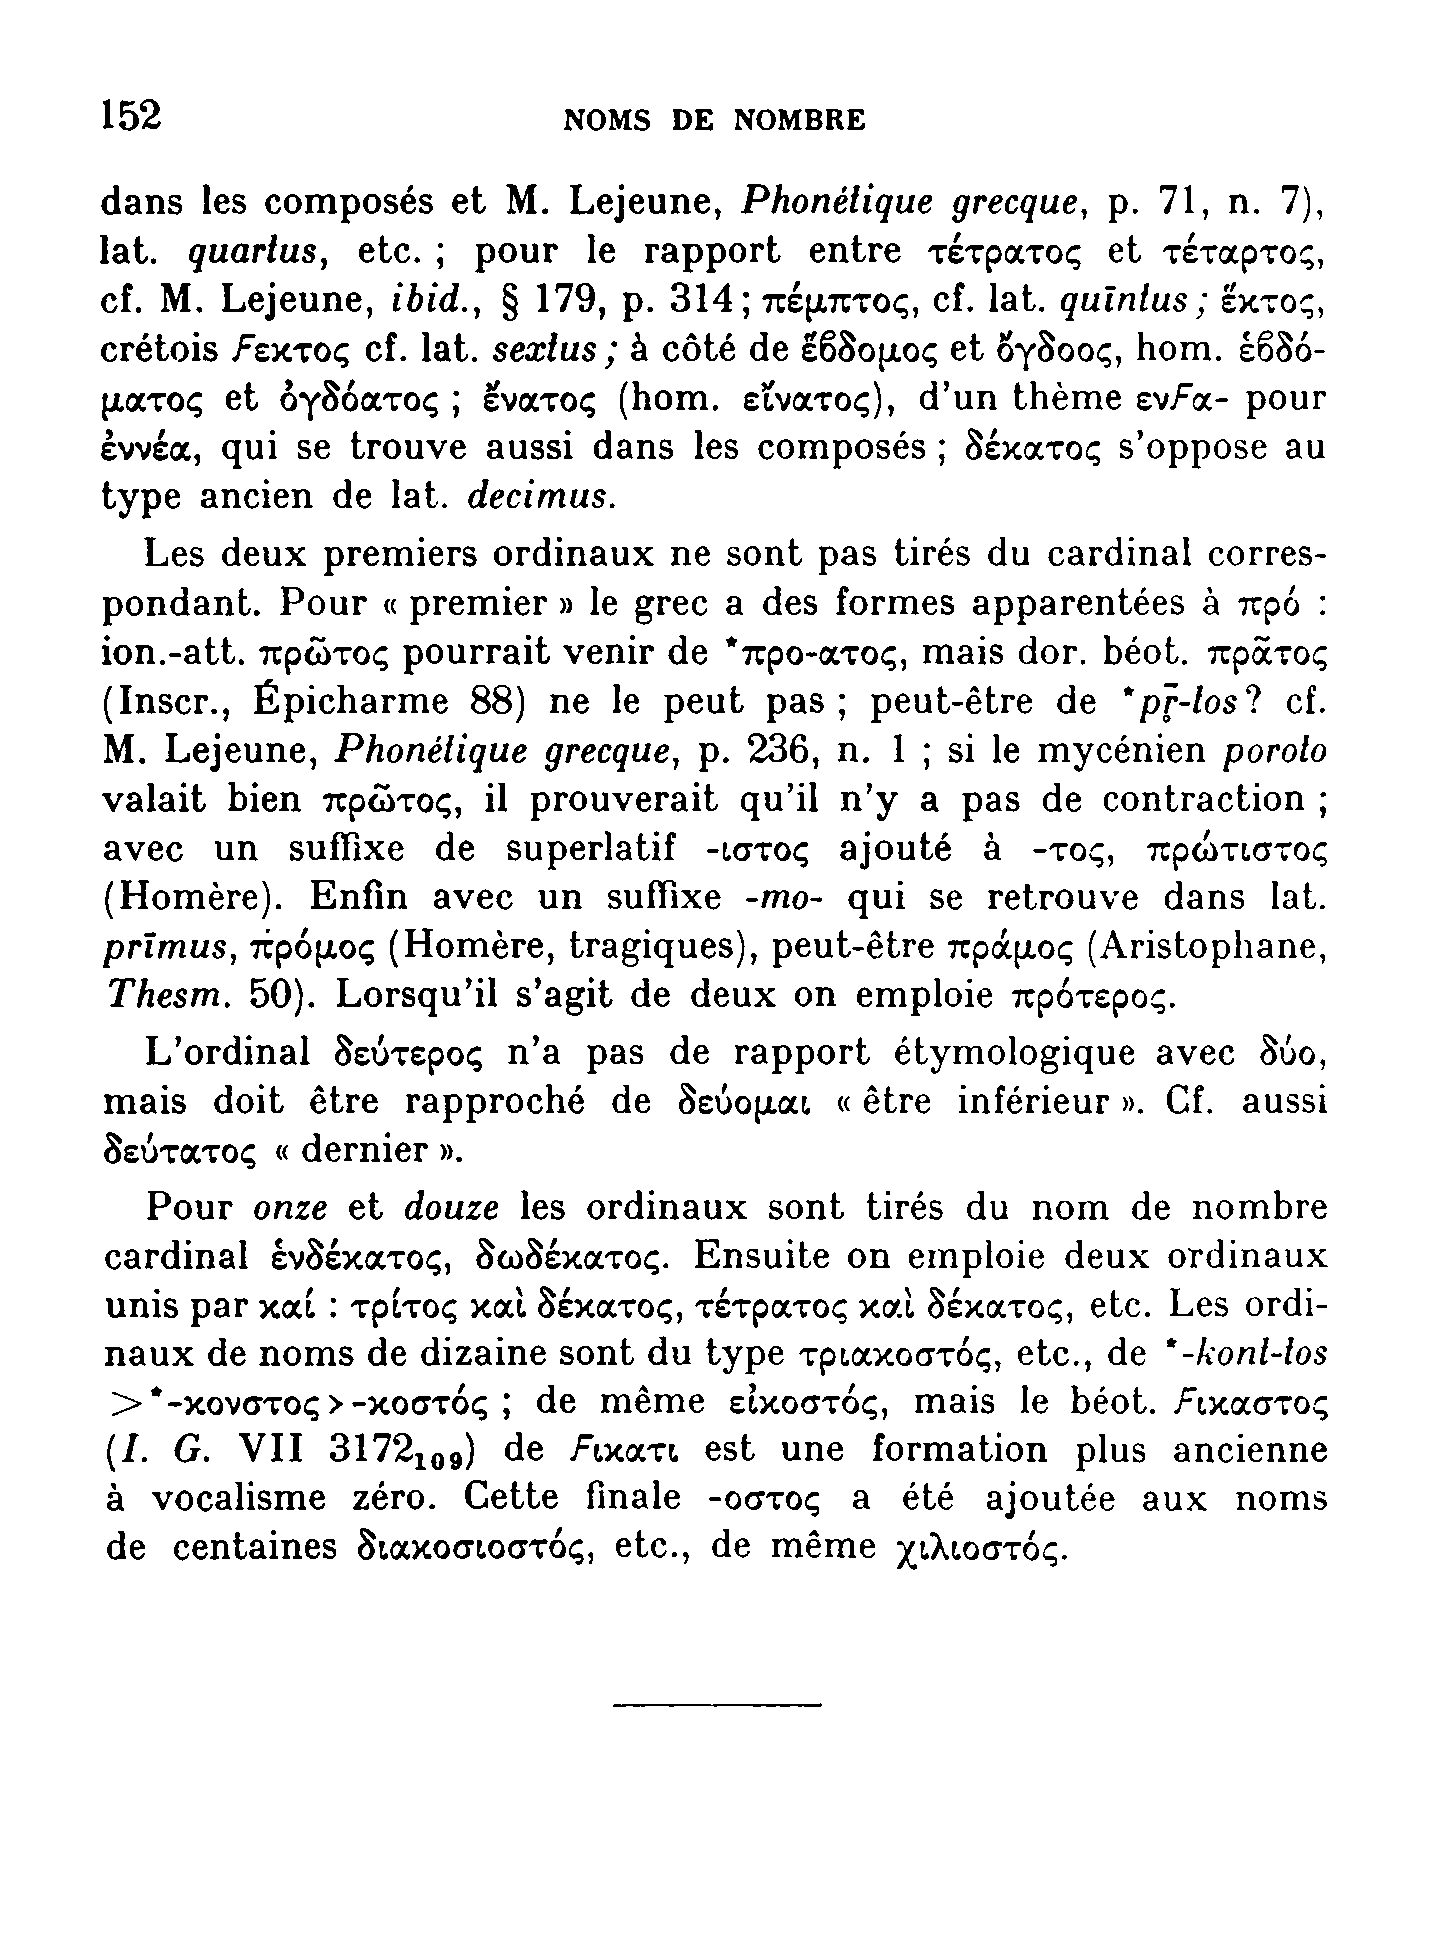 152
NOMS DE NOMBRE
dans les composés et M. Lejeune, Phonétique grecque, p. 71, n. 7),
lat. quartus, etc. ; pour le rapport entre τέτρατος et τέταρτος,
cf. M. Lejeune, ibid., § 179, p. 314 ; πέμπτος, cf. lat. quīntus ; ἕκτος,
crétois Ϝεκτος cf. lat. sextus ; à côté de ἕϐδομος et ὄγδοος, hom. ἑϐδό-
ματος et ὀγδόατος ; ἔνατος (hom. εἴνατος), d'un thème ενϜα- pour
ἐννέα, qui se trouve aussi dans les composés ; δέκατος s'oppose au
type ancien de lat. decimus.
Les deux premiers ordinaux ne sont pas tirés du cardinal corres-
pondant. Pour « premier » le grec a des formes apparentées à πρό :
ion.-att. πρῶτος pourrait venir de *προ-ατος, mais dor. béot. πρᾶτος
(Inscr., Épicharme 88) ne le peut pas ; peut-être de *pr̥̄-tos ? cf.
M. Lejeune, Phonétique grecque, p. 236, n. 1 ; si le mycénien poroto
valait bien πρῶτος, il prouverait qu'il n'y a pas de contraction ;
avec un suffixe de superlatif -ιστος ajouté à -τος, πρώτιστος
(Homère). Enfin avec un suffixe -mo- qui se retrouve dans lat.
prīmus, πρόμος (Homère, tragiques), peut-être πράμος (Aristophane,
Thesm. 50). Lorsqu'il s'agit de deux on emploie πρότερος.
L'ordinal δεύτερος n'a pas de rapport étymologique avec δύο,
mais doit être rapproché de δεύομαι « être inférieur ». Cf. aussi
δεύτατος « dernier ».
Pour onze et douze les ordinaux sont tirés du nom de nombre
cardinal ἑνδέκατος, δωδέκατος. Ensuite on emploie deux ordinaux
unis par καί : τρίτος καὶ δέκατος, τέτρατος καὶ δέκατος, etc. Les ordi-
naux de noms de dizaine sont du type τριακοστός, etc., de *-kont-tos
> *-κονστος > -κοστός ; de même εἰκοστός, mais le béot. Ϝικαστος
(I. G. VII 3172₁₀₉) de Ϝικατι est une formation plus ancienne
à vocalisme zéro. Cette finale -οστος a été ajoutée aux noms
de centaines διακοσιοστός, etc., de même χιλιοστός.